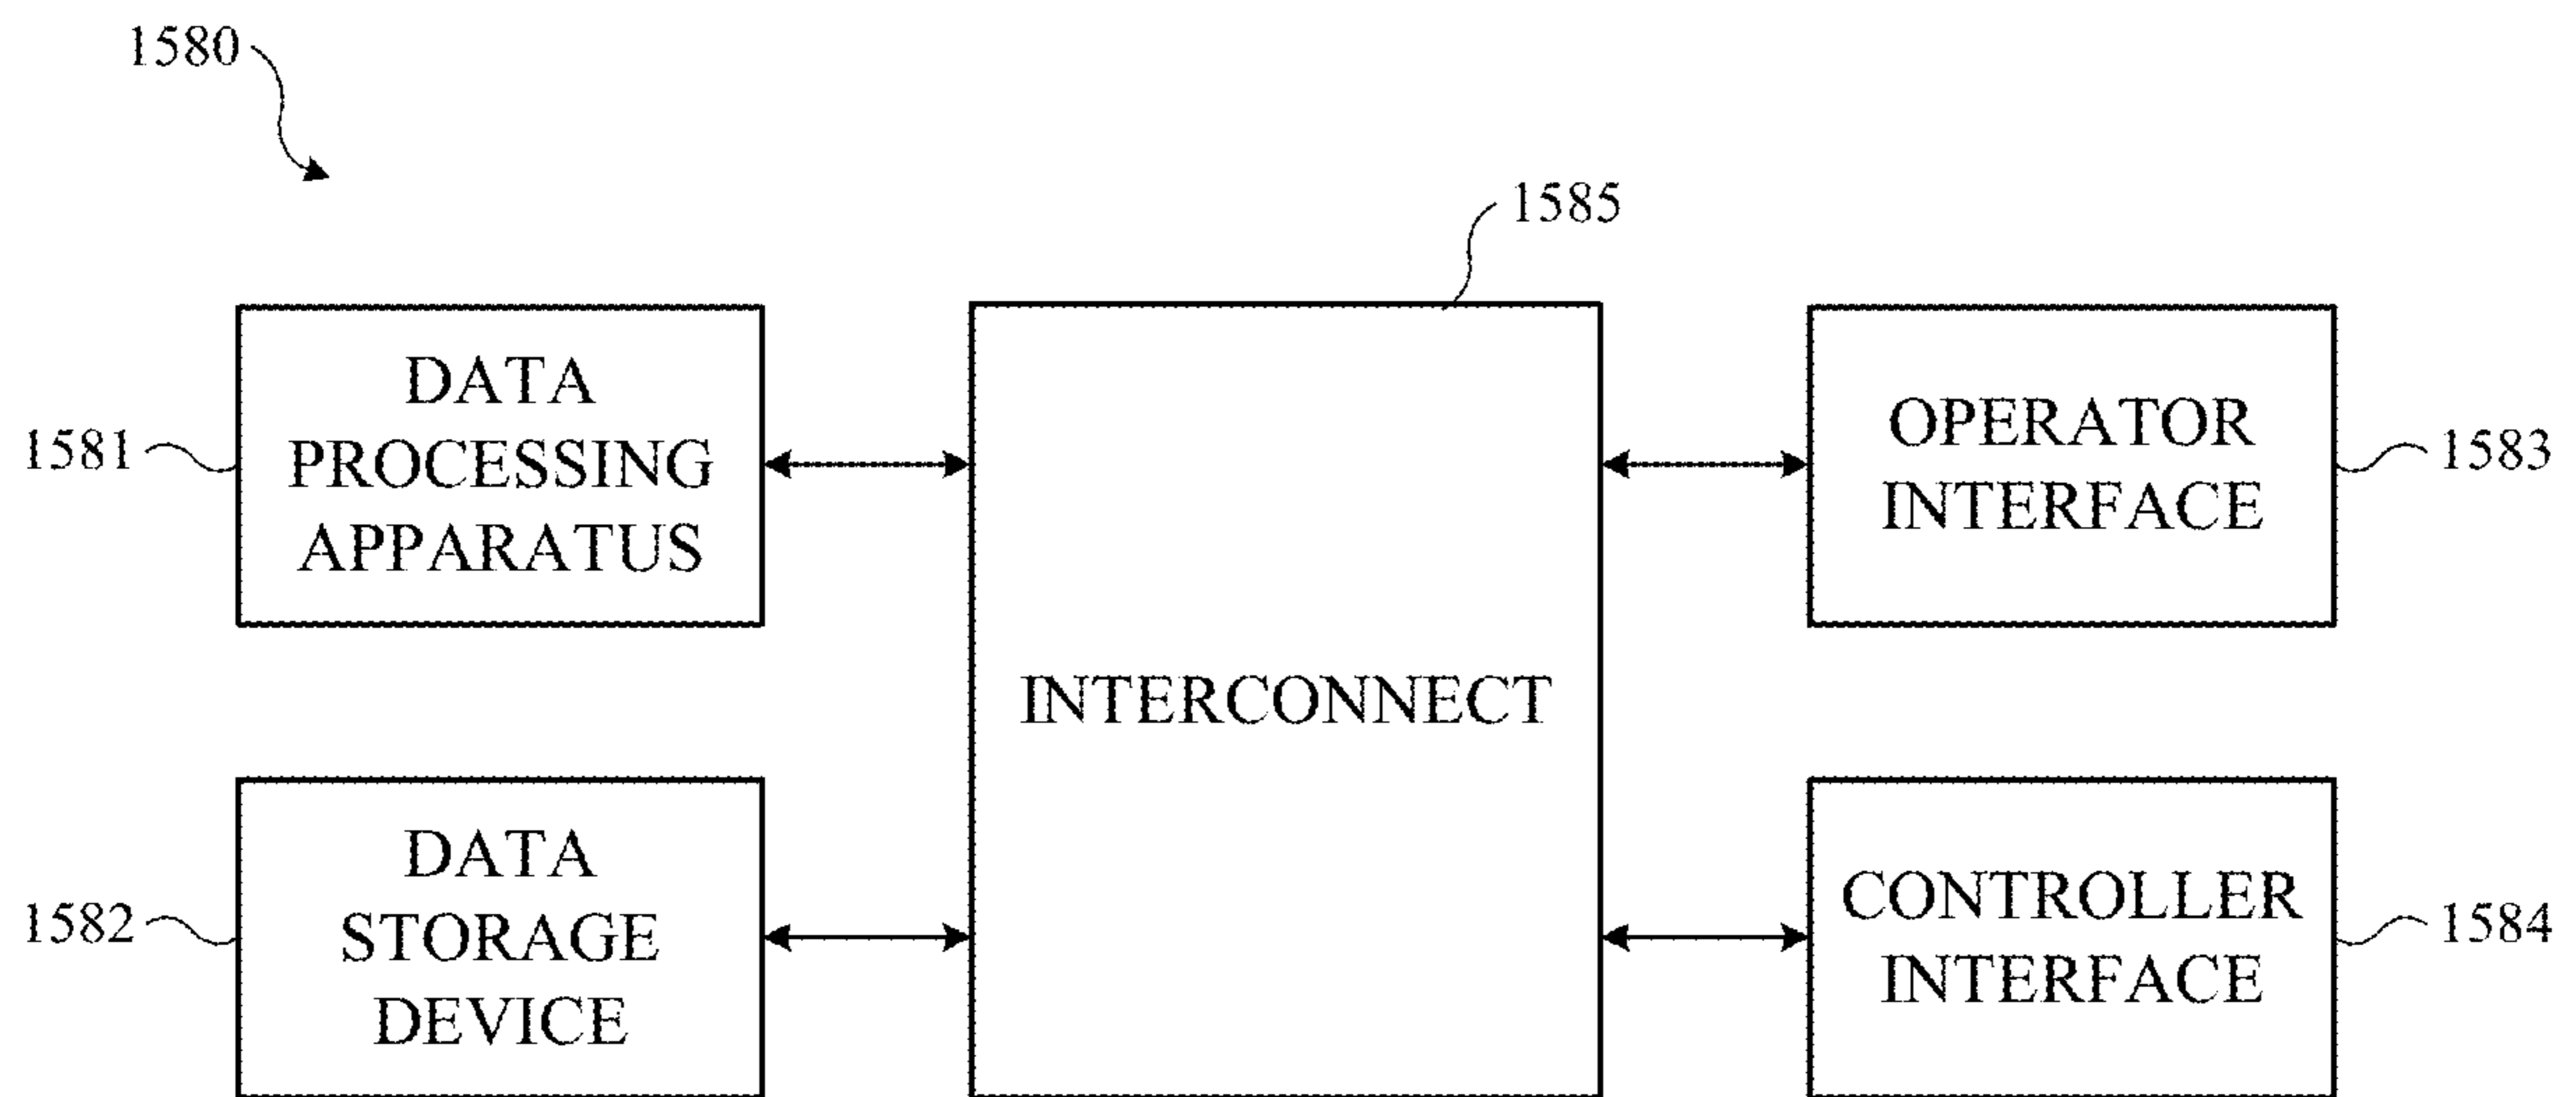 1580
1585
DATA
PROCESSING
APPARATUS
1581
INTERCONNECT
OPERATOR
INTERFACE
1583
DATA
STORAGE
DEVICE
1582
CONTROLLER
INTERFACE
1584